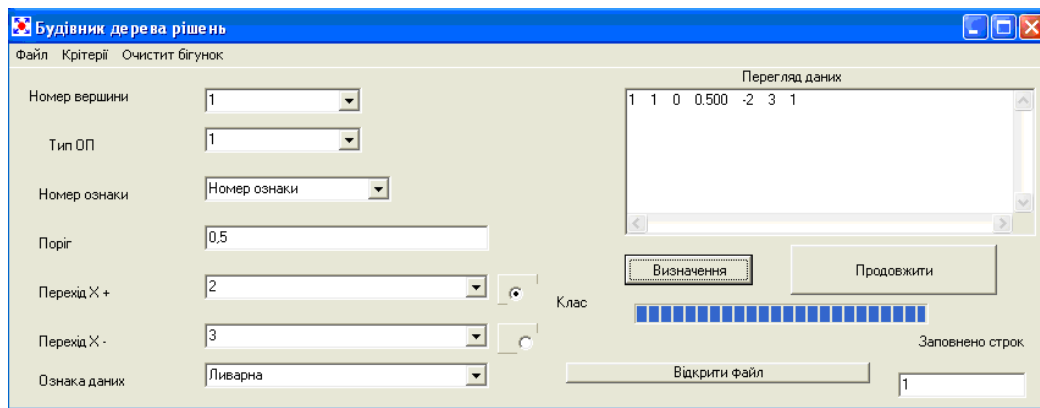 Будівник дерева рішень
Файл Крітерії Очистит бігунок
Номер вершини 1
Тип ОП 1
Номер ознаки Номер ознаки
Поріг 0,5
Перехід X + 2
Перехід X - 3
Ознака даних Ливарна
Клас
Перегляд даних
1 1 0 0.500 -2 3 1
Визначення Продовжити
Заповнено строк
Відкрити файл 1